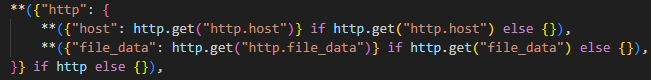 **({"http": {
    **({"host": http.get("http.host")} if http.get("http.host") else {}),
    **({"file_data": http.get("http.file_data")} if http.get("file_data") else {}),
}} if http else {}),